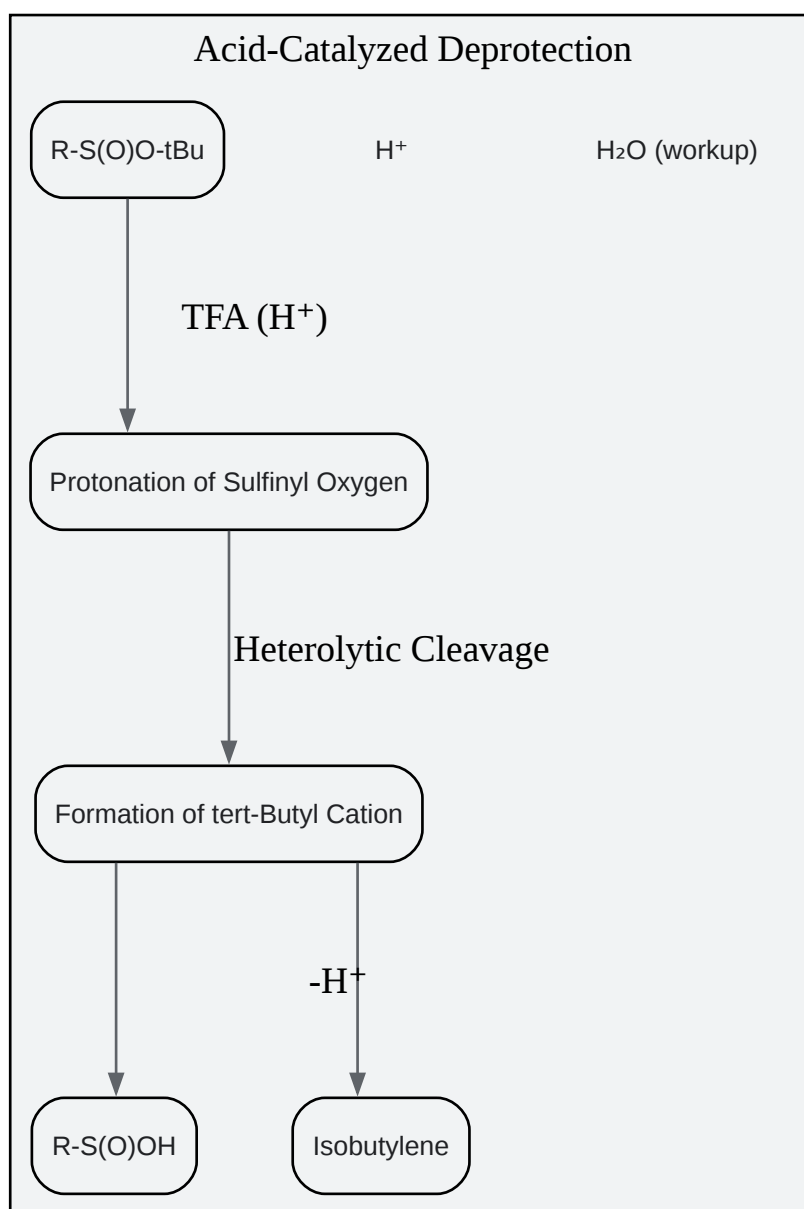 Acid-Catalyzed Deprotection
R-S(O)O-tBu
H⁺
H₂O (workup)
TFA (H⁺)
Protonation of Sulfinyl Oxygen
Heterolytic Cleavage
Formation of tert-Butyl Cation
-H⁺
R-S(O)OH
Isobutylene